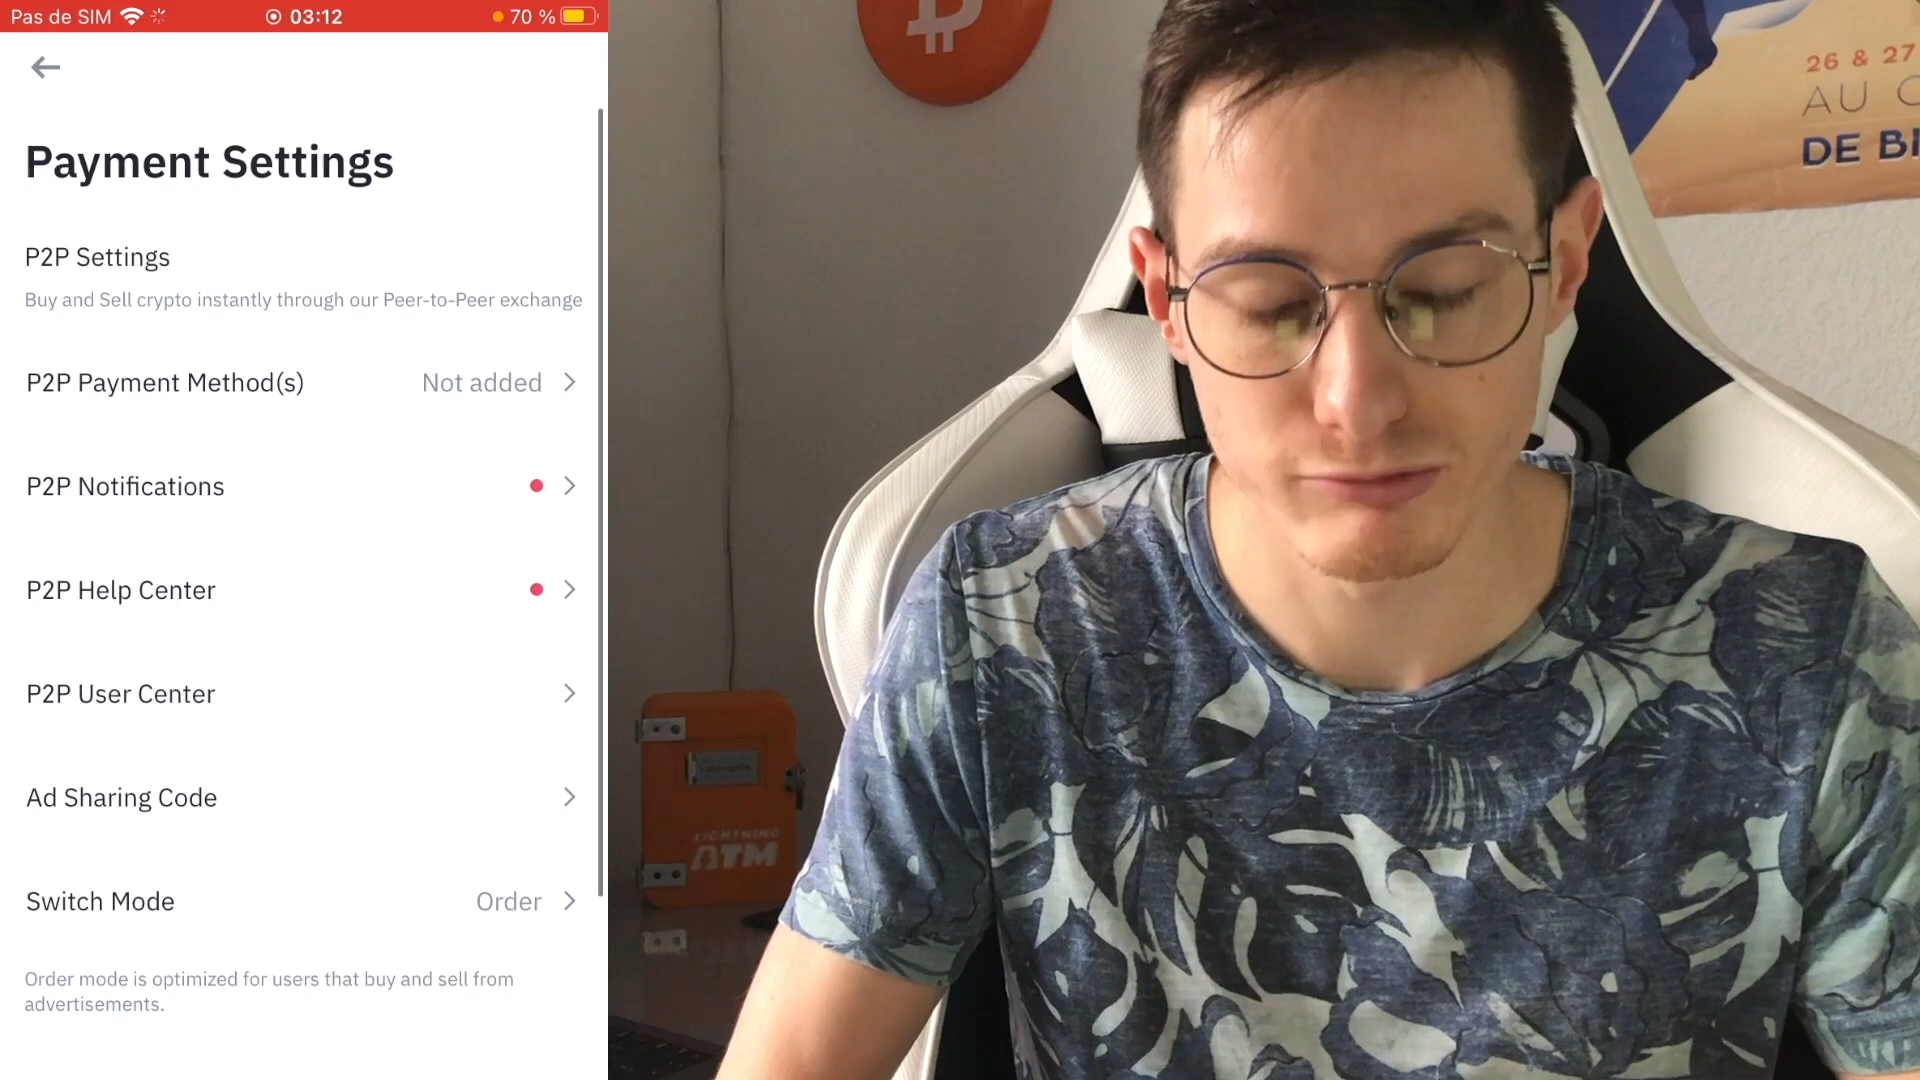 Pas de SIM 03:12 70 %
Payment Settings
P2P Settings
Buy and Sell crypto instantly through our Peer-to-Peer exchange
P2P Payment Method(s) Not added
P2P Notifications
P2P Help Center
P2P User Center
Ad Sharing Code
Switch Mode Order
Order mode is optimized for users that buy and sell from
advertisements.
26 & 27
AU
DE BI
LIGHTNING
ATM